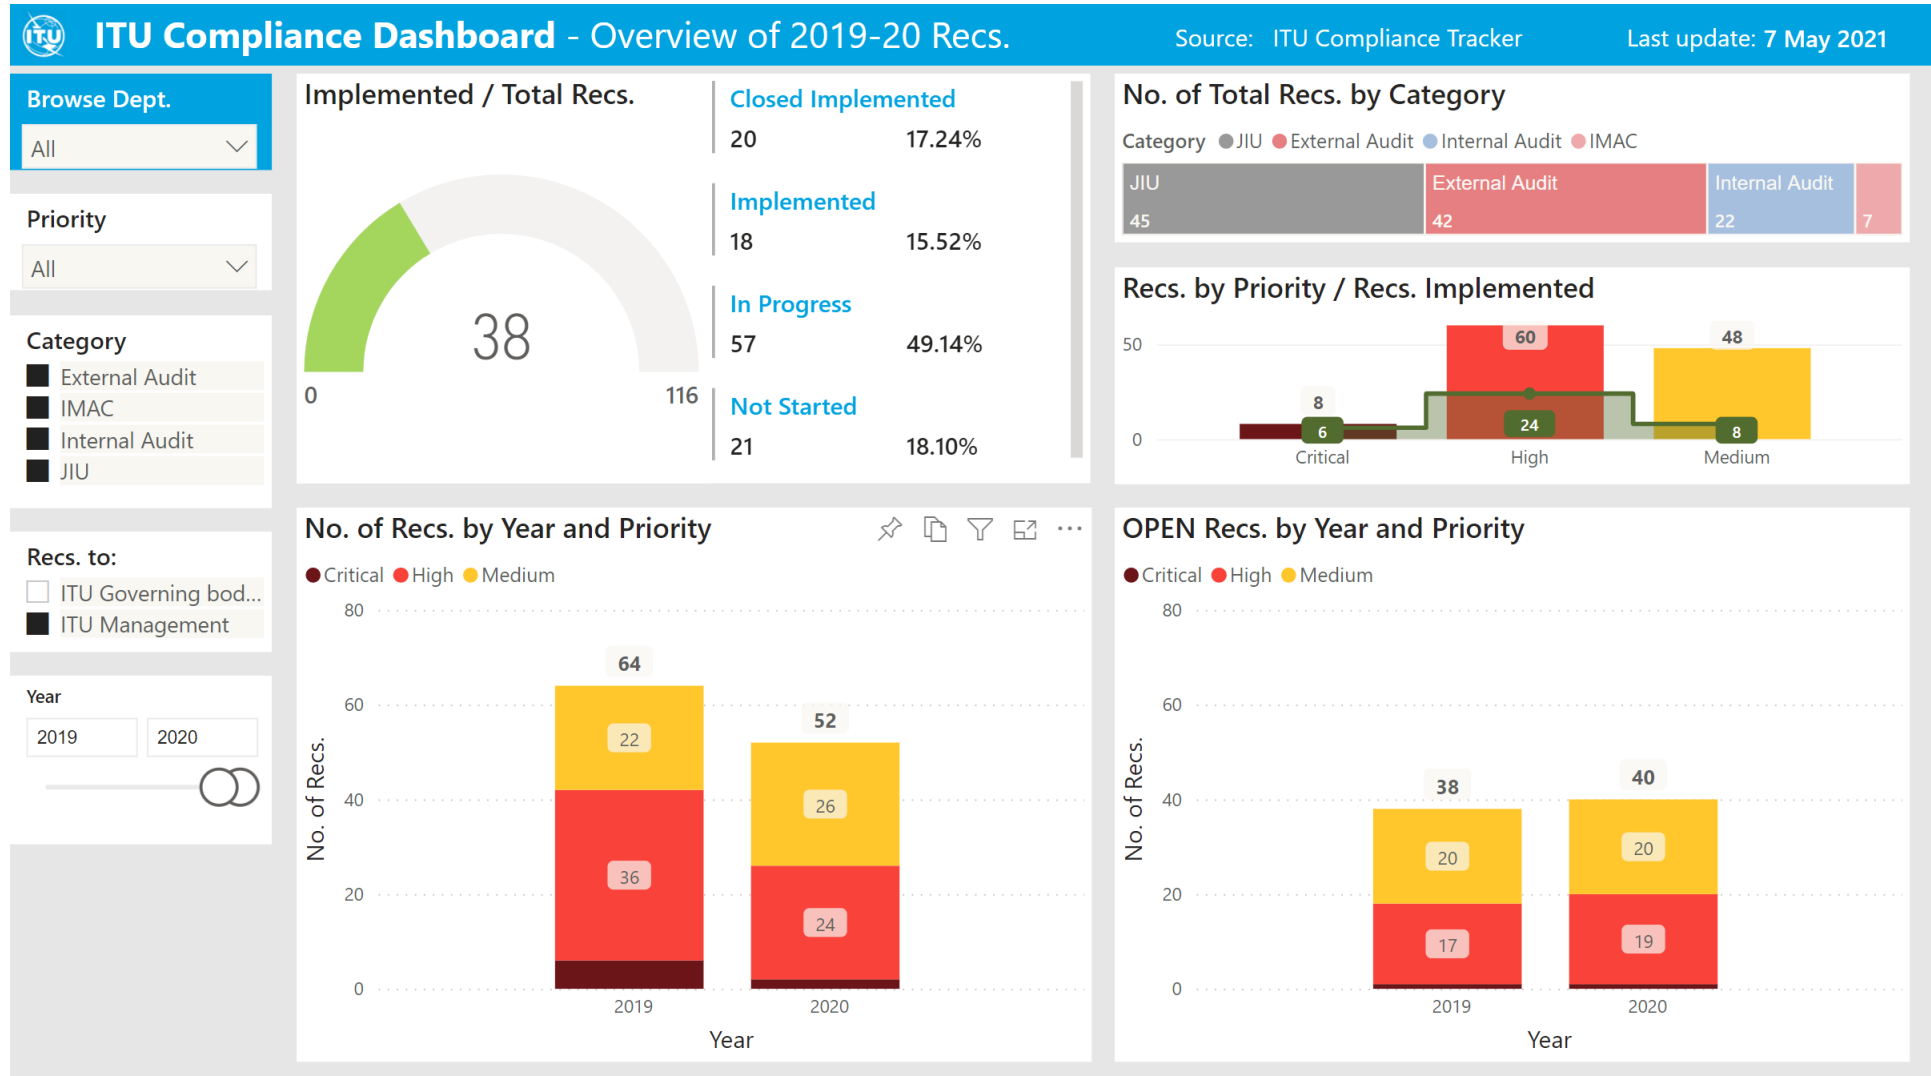 ITU
ITU Compliance Dashboard - Overview of 2019-20 Recs.
Source: ITU Compliance Tracker
Last update: 7 May 2021
Browse Dept.
All
Priority
All
Category
External Audit
IMAC
Internal Audit
JIU
Recs. to:
ITU Governing bod...
ITU Management
Year
2019 2020
Implemented / Total Recs.
38
0 116
Closed Implemented
20 17.24%
Implemented
18 15.52%
In Progress
57 49.14%
Not Started
21 18.10%
No. of Total Recs. by Category
Category JIU External Audit Internal Audit IMAC
JIU External Audit Internal Audit
45 42 22 7
Recs. by Priority / Recs. Implemented
50
0
8 60 48
6 24 8
Critical High Medium
No. of Recs. by Year and Priority
Critical High Medium
No. of Recs.
80
60
40
20
0
64
22
36
52
26
24
2019 2020
Year
OPEN Recs. by Year and Priority
Critical High Medium
No. of Recs.
80
60
40
20
0
38
20
17
40
20
19
2019 2020
Year